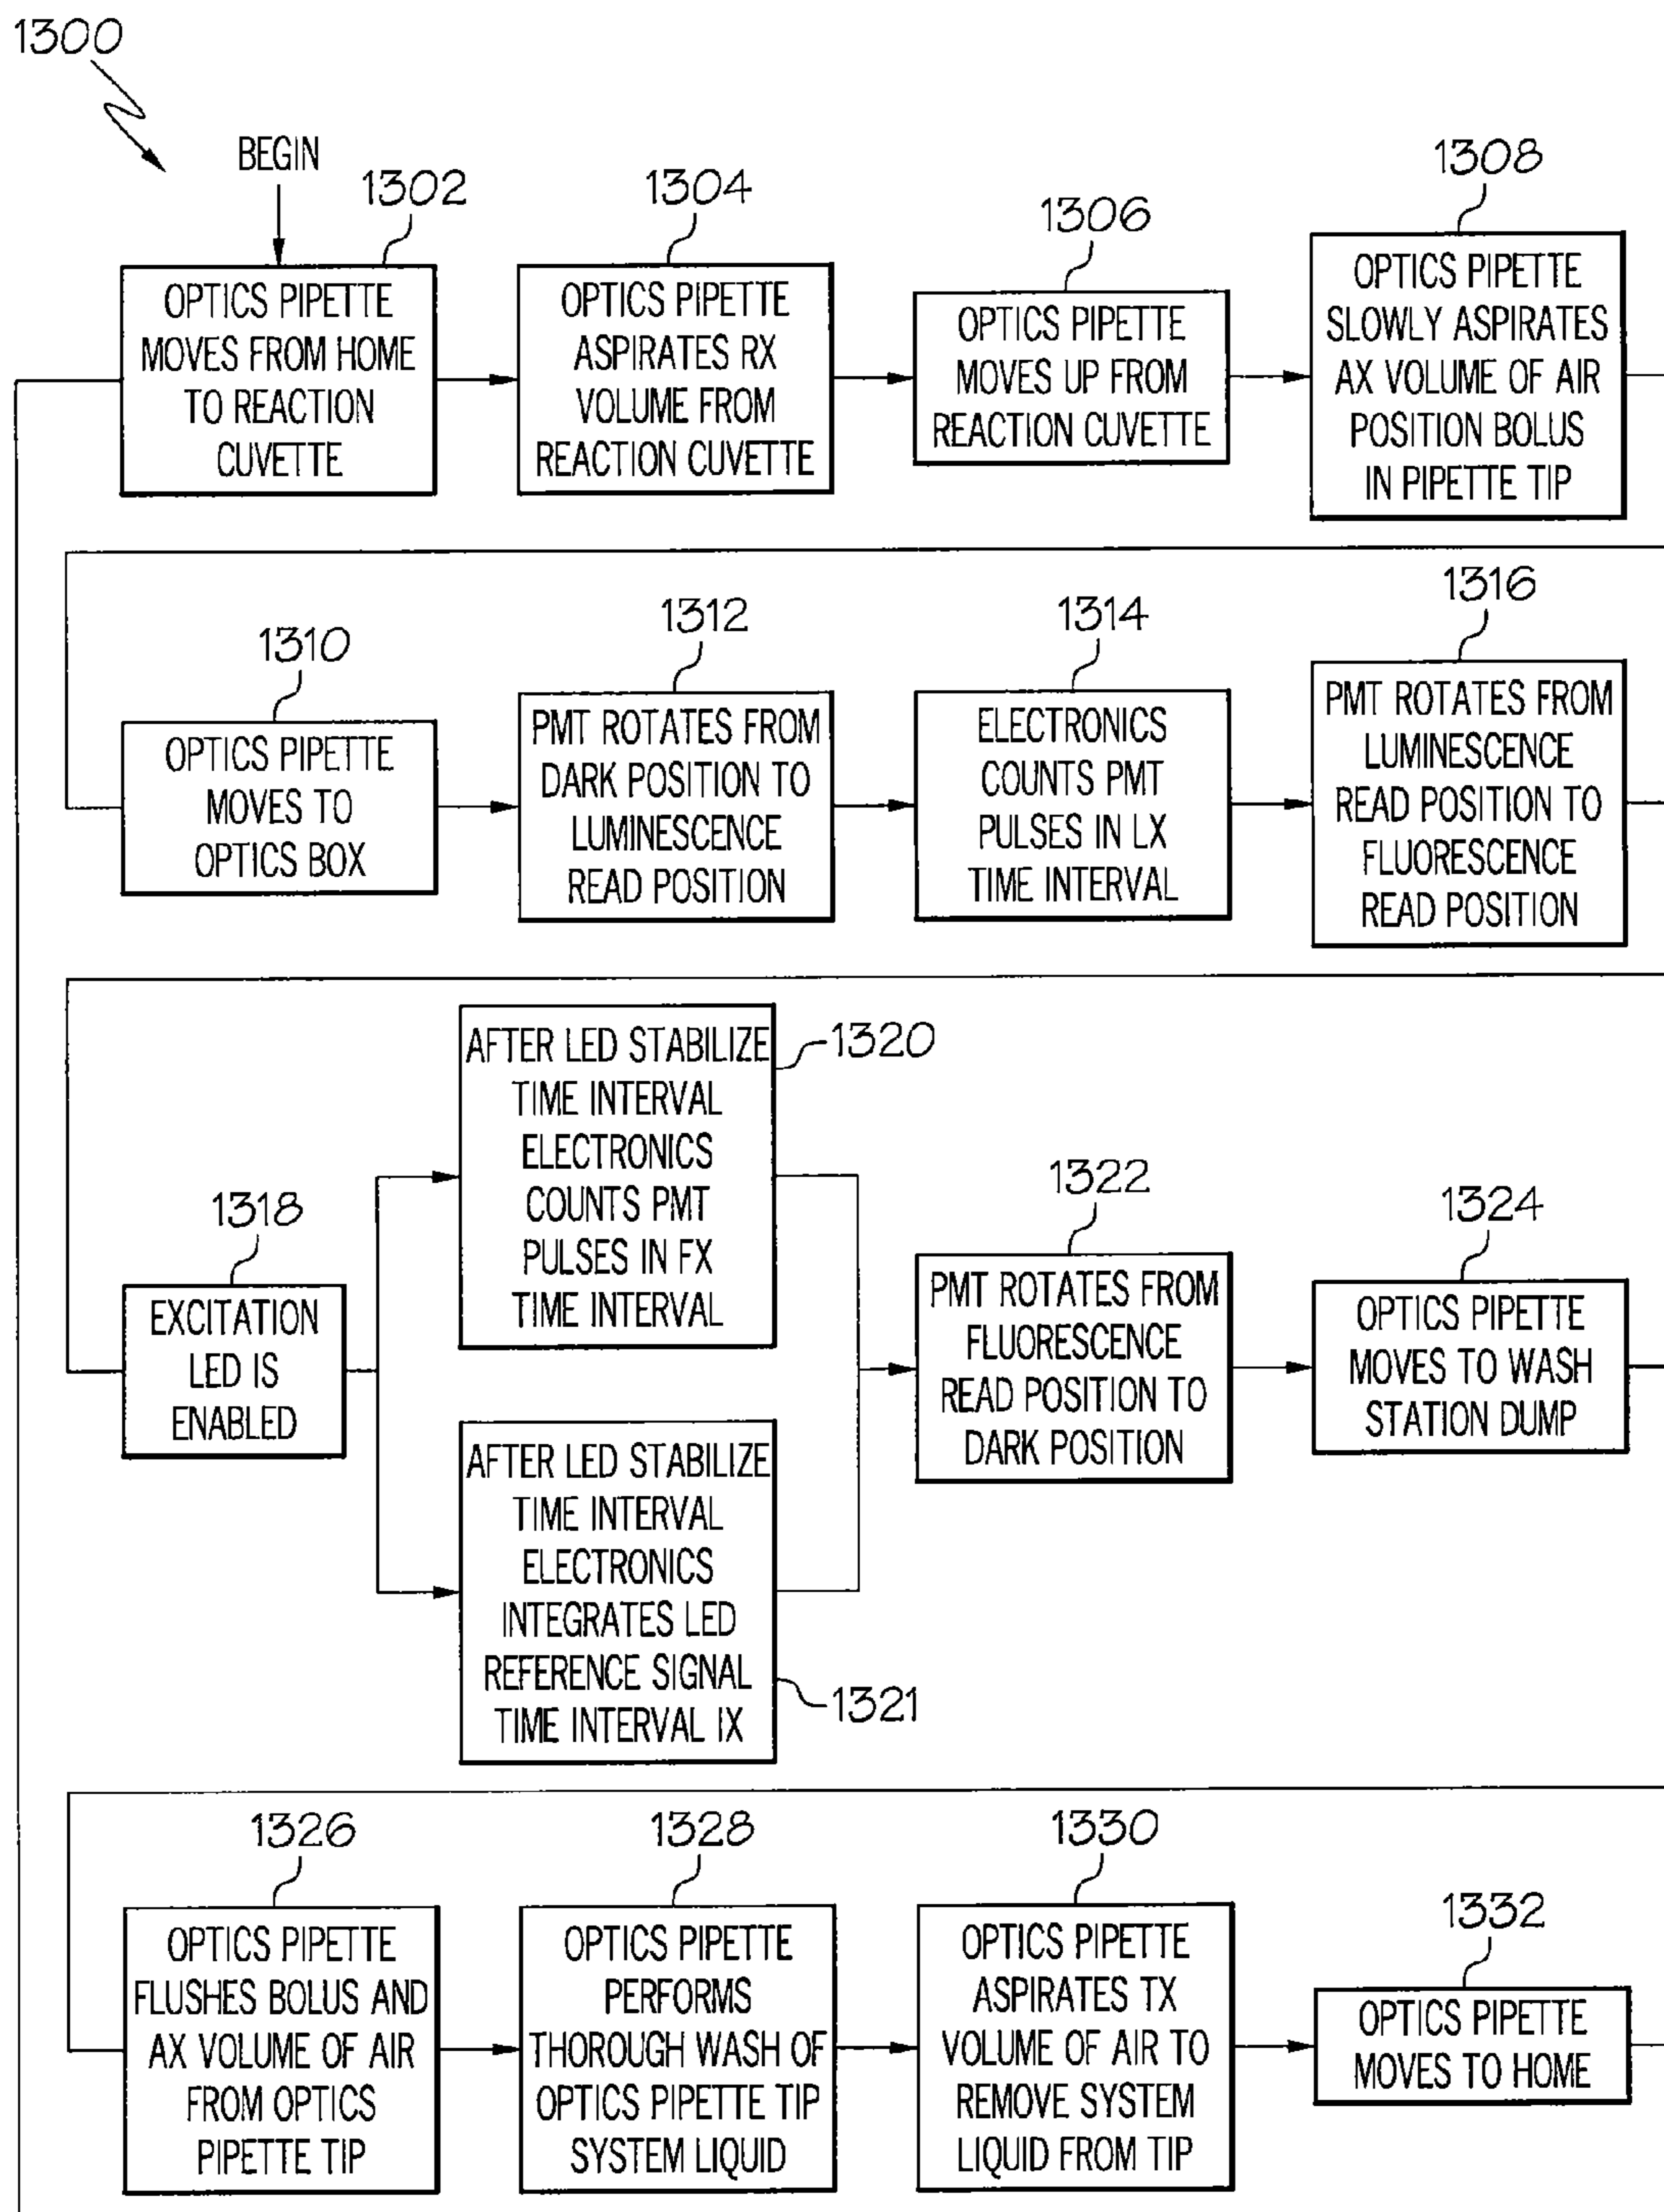 1300
BEGIN
1302
OPTICS PIPETTE
MOVES FROM HOME
TO REACTION
CUVETTE
1304
OPTICS PIPETTE
ASPIRATES RX
VOLUME FROM
REACTION CUVETTE
1306
OPTICS PIPETTE
MOVES UP FROM
REACTION CUVETTE
1308
OPTICS PIPETTE
SLOWLY ASPIRATES
AX VOLUME OF AIR
POSITION BOLUS
IN PIPETTE TIP
1310
OPTICS PIPETTE
MOVES TO
OPTICS BOX
1312
PMT ROTATES FROM
DARK POSITION TO
LUMINESCENCE
READ POSITION
1314
ELECTRONICS
COUNTS PMT
PULSES IN LX
TIME INTERVAL
1316
PMT ROTATES FROM
LUMINESCENCE
READ POSITION TO
FLUORESCENCE
READ POSITION
1318
EXCITATION
LED IS
ENABLED
1320
AFTER LED STABILIZE
TIME INTERVAL
ELECTRONICS
COUNTS PMT
PULSES IN FX
TIME INTERVAL
AFTER LED STABILIZE
TIME INTERVAL
ELECTRONICS
INTEGRATES LED
REFERENCE SIGNAL
TIME INTERVAL IX
1321
1322
PMT ROTATES FROM
FLUORESCENCE
READ POSITION TO
DARK POSITION
1324
OPTICS PIPETTE
MOVES TO WASH
STATION DUMP
1326
OPTICS PIPETTE
FLUSHES BOLUS AND
AX VOLUME OF AIR
FROM OPTICS
PIPETTE TIP
1328
OPTICS PIPETTE
PERFORMS
THOROUGH WASH OF
OPTICS PIPETTE TIP
SYSTEM LIQUID
1330
OPTICS PIPETTE
ASPIRATES TX
VOLUME OF AIR TO
REMOVE SYSTEM
LIQUID FROM TIP
1332
OPTICS PIPETTE
MOVES TO HOME